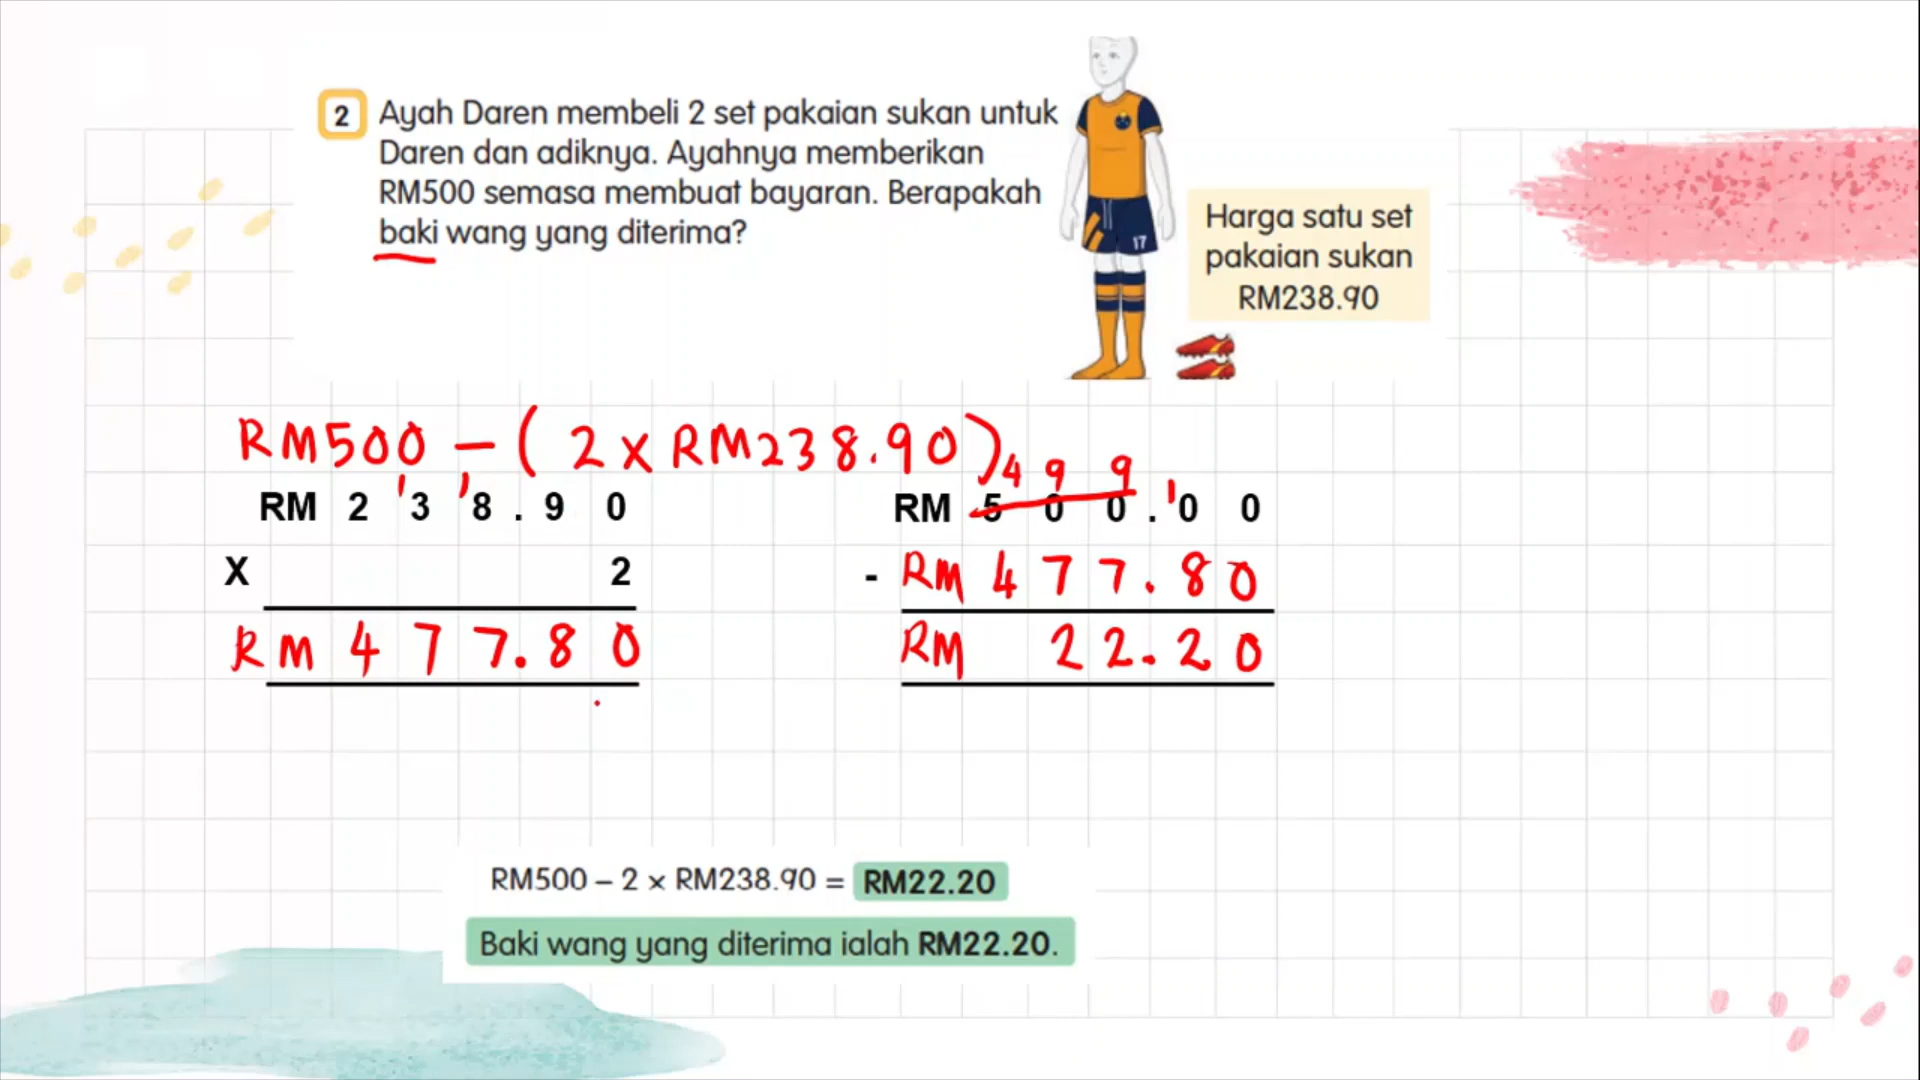 2 Ayah Daren membeli 2 set pakaian sukan untuk
Daren dan adiknya. Ayahnya memberikan
RM500 semasa membuat bayaran. Berapakah
baki wang yang diterima?
17
Harga satu set
pakaian sukan
RM238.90
RM500 – ( 2 x RM238.90 )
1 1
RM 2 3 8 . 9 0
X 2
RM 4 7 7 . 8 0
4 9 9 1
RM 5 0 0 . 0 0
- RM 4 7 7 . 8 0
RM 2 2 . 2 0
RM500 – 2 × RM238.90 = RM22.20
Baki wang yang diterima ialah RM22.20.